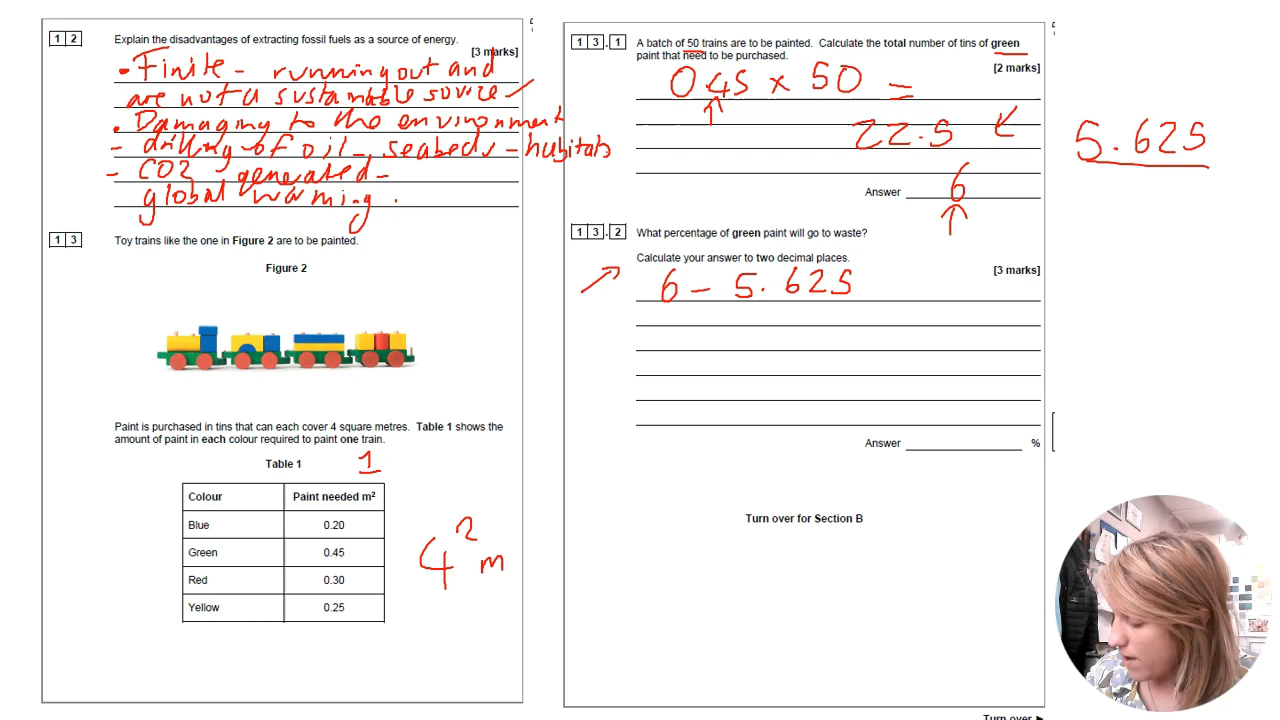 1 2
Explain the disadvantages of extracting fossil fuels as a source of energy.
[3 marks]
• Finite - running out and
are not a sustainable source
• Damaging to the environment
- drilling of oil - seabeds - habitats
- CO2 generated -
global warming .
1 3
Toy trains like the one in Figure 2 are to be painted.
Figure 2
Paint is purchased in tins that can each cover 4 square metres. Table 1 shows the
amount of paint in each colour required to paint one train.
Table 1
1
Colour Paint needed m²
Blue 0.20
Green 0.45
Red 0.30
Yellow 0.25
4² m
1 3 . 1
A batch of 50 trains are to be painted. Calculate the total number of tins of green
paint that need to be purchased.
[2 marks]
0.45 x 50 =
22.5
5.625
Answer 6
1 3 . 2
What percentage of green paint will go to waste?
Calculate your answer to two decimal places.
[3 marks]
6 - 5.625
Answer %
Turn over for Section B
Turn over ►